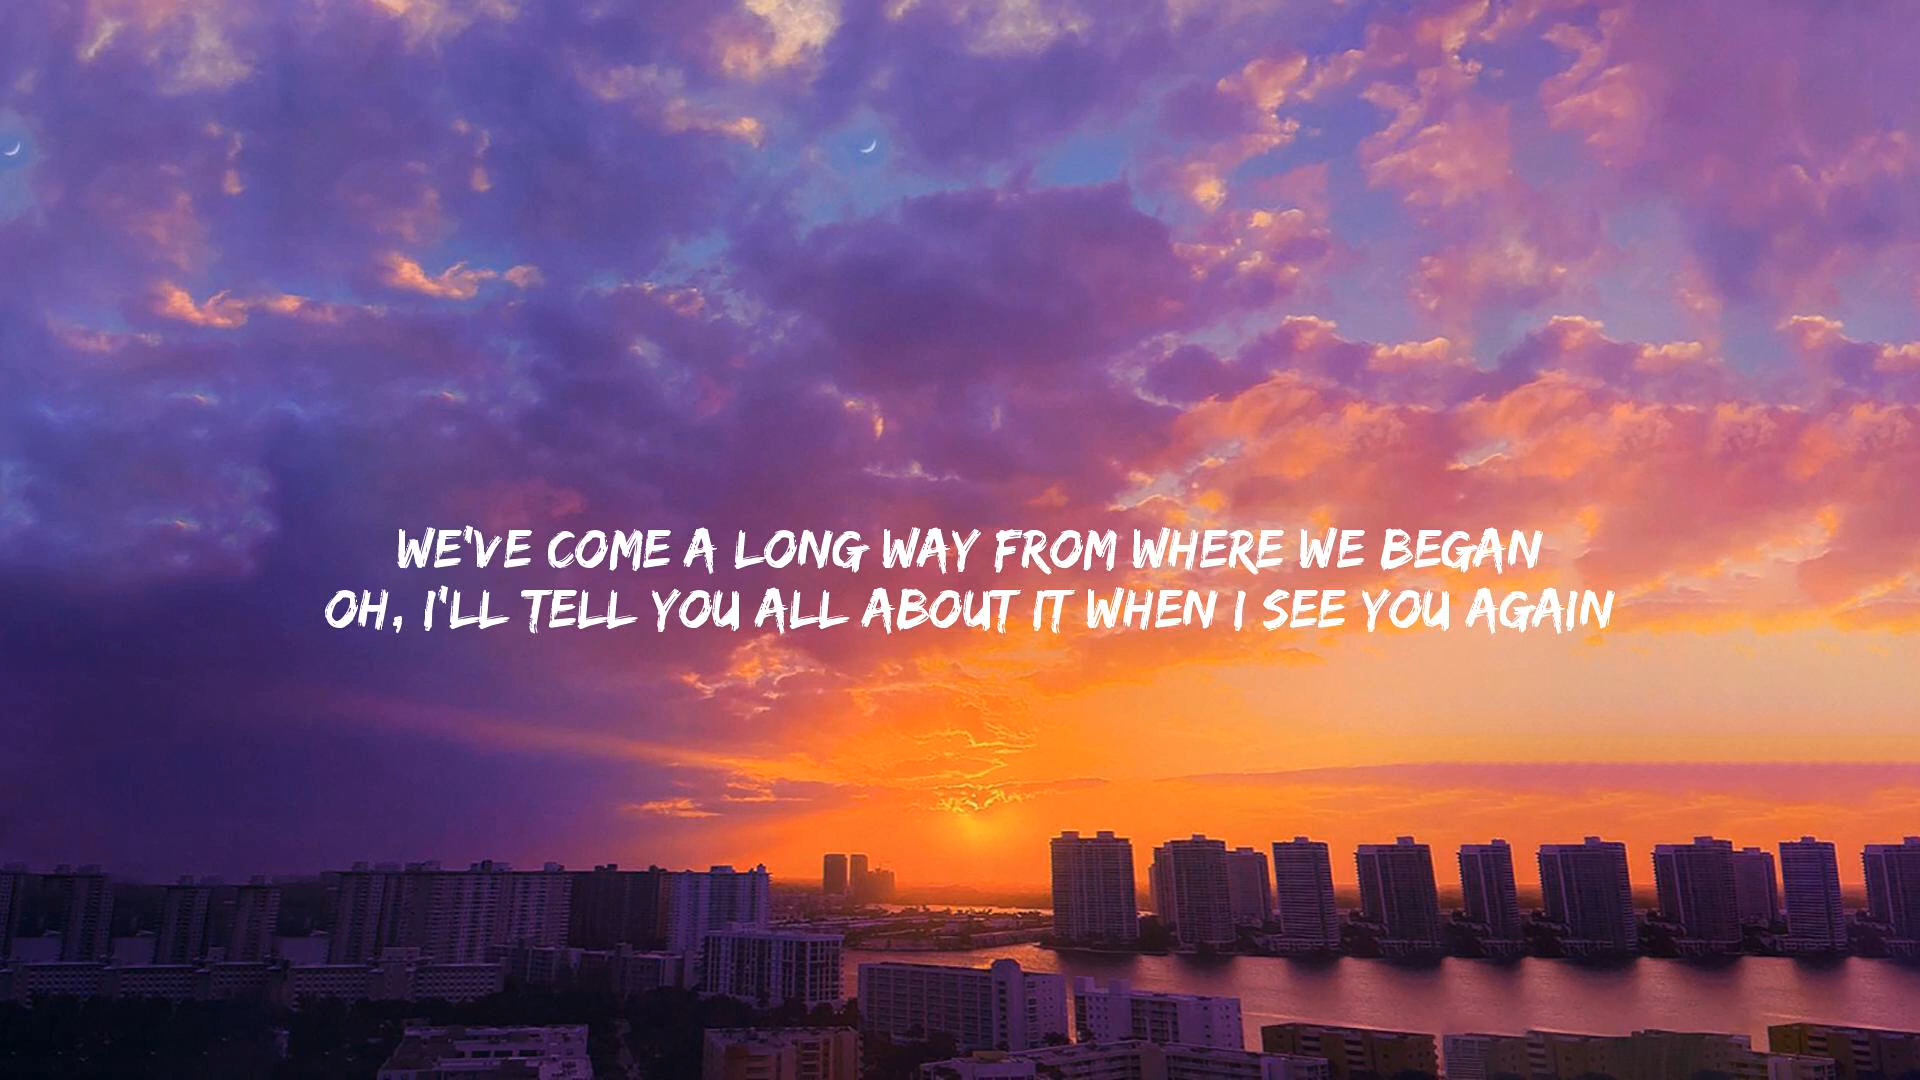 WE'VE COME A LONG WAY FROM WHERE WE BEGAN
OH, I'LL TELL YOU ALL ABOUT IT WHEN I SEE YOU AGAIN